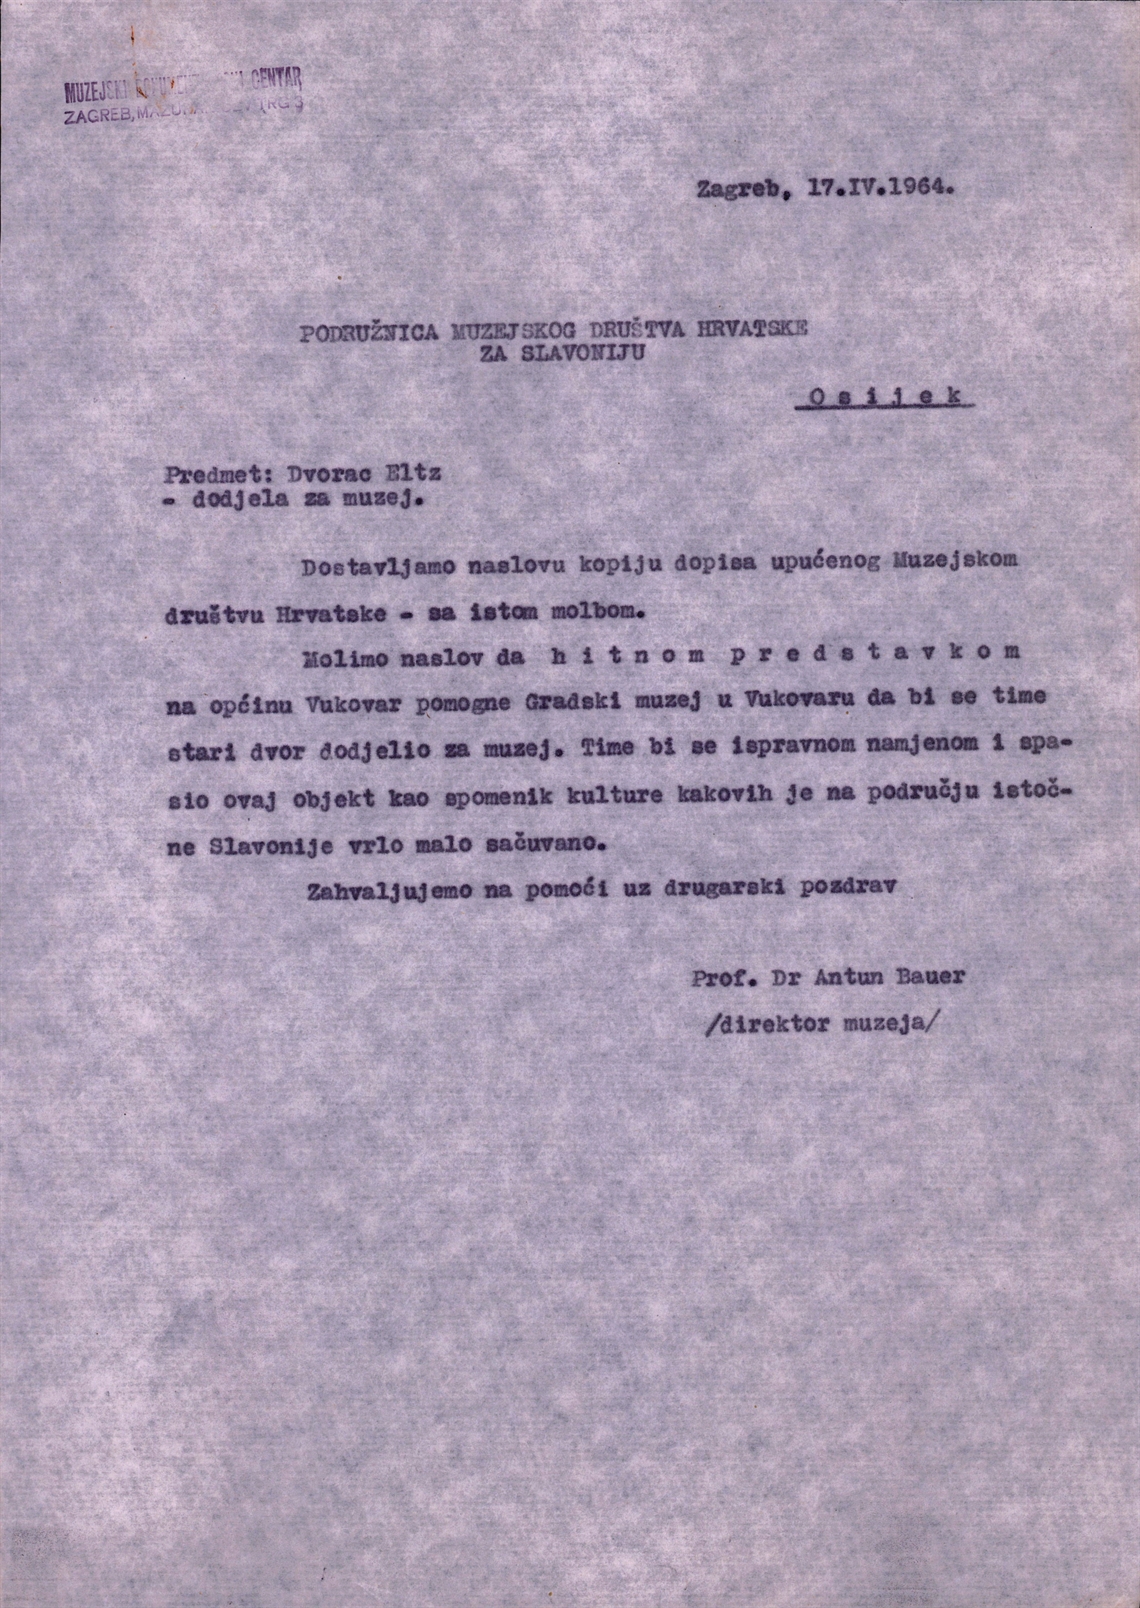 MUZEJSKI CENTAR
ZAGREB,
Zagreb, 17.IV.1964.
PODRUŽNICA MUZEJSKOG DRUŠTVA HRVATSKE
ZA SLAVONIJU
O s i j e k
Predmet: Dvorac Eltz
- dodjela za muzej.
Dostavljamo naslovu kopiju dopisa upućenog Muzejskom
društvu Hrvatske - sa istom molbom.
Molimo naslov da h i t n o m p r e d s t a v k o m
na općinu Vukovar pomogne Gradski muzej u Vukovaru da bi se time
stari dvor dodjelio za muzej. Time bi se ispravnom namjenom i spa-
sio ovaj objekt kao spomenik kulture kakovih je na području istoč-
ne Slavonije vrlo malo sačuvano.
Zahvaljujemo na pomoći uz drugarski pozdrav
Prof. Dr Antun Bauer
/direktor muzeja/